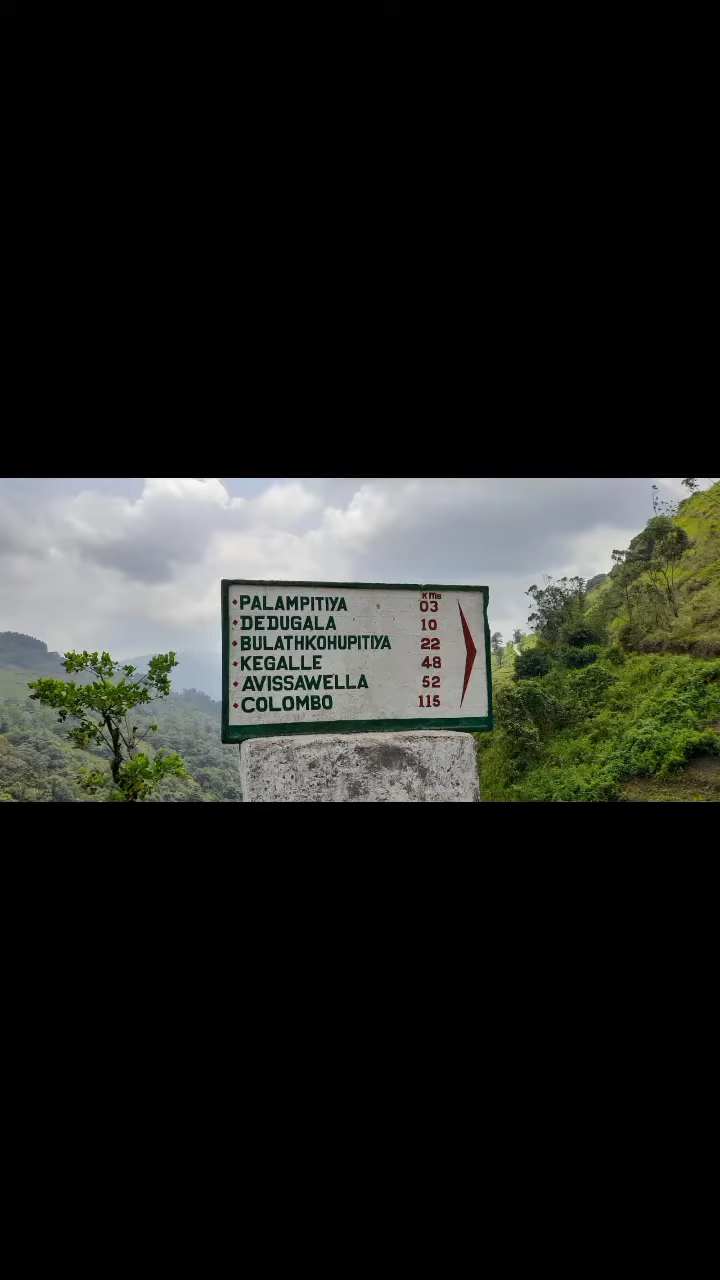 KMs
• PALAMPITIYA 03
• DEDUGALA 10
• BULATHKOHUPITIYA 22
• KEGALLE 48
• AVISSAWELLA 52
• COLOMBO 115